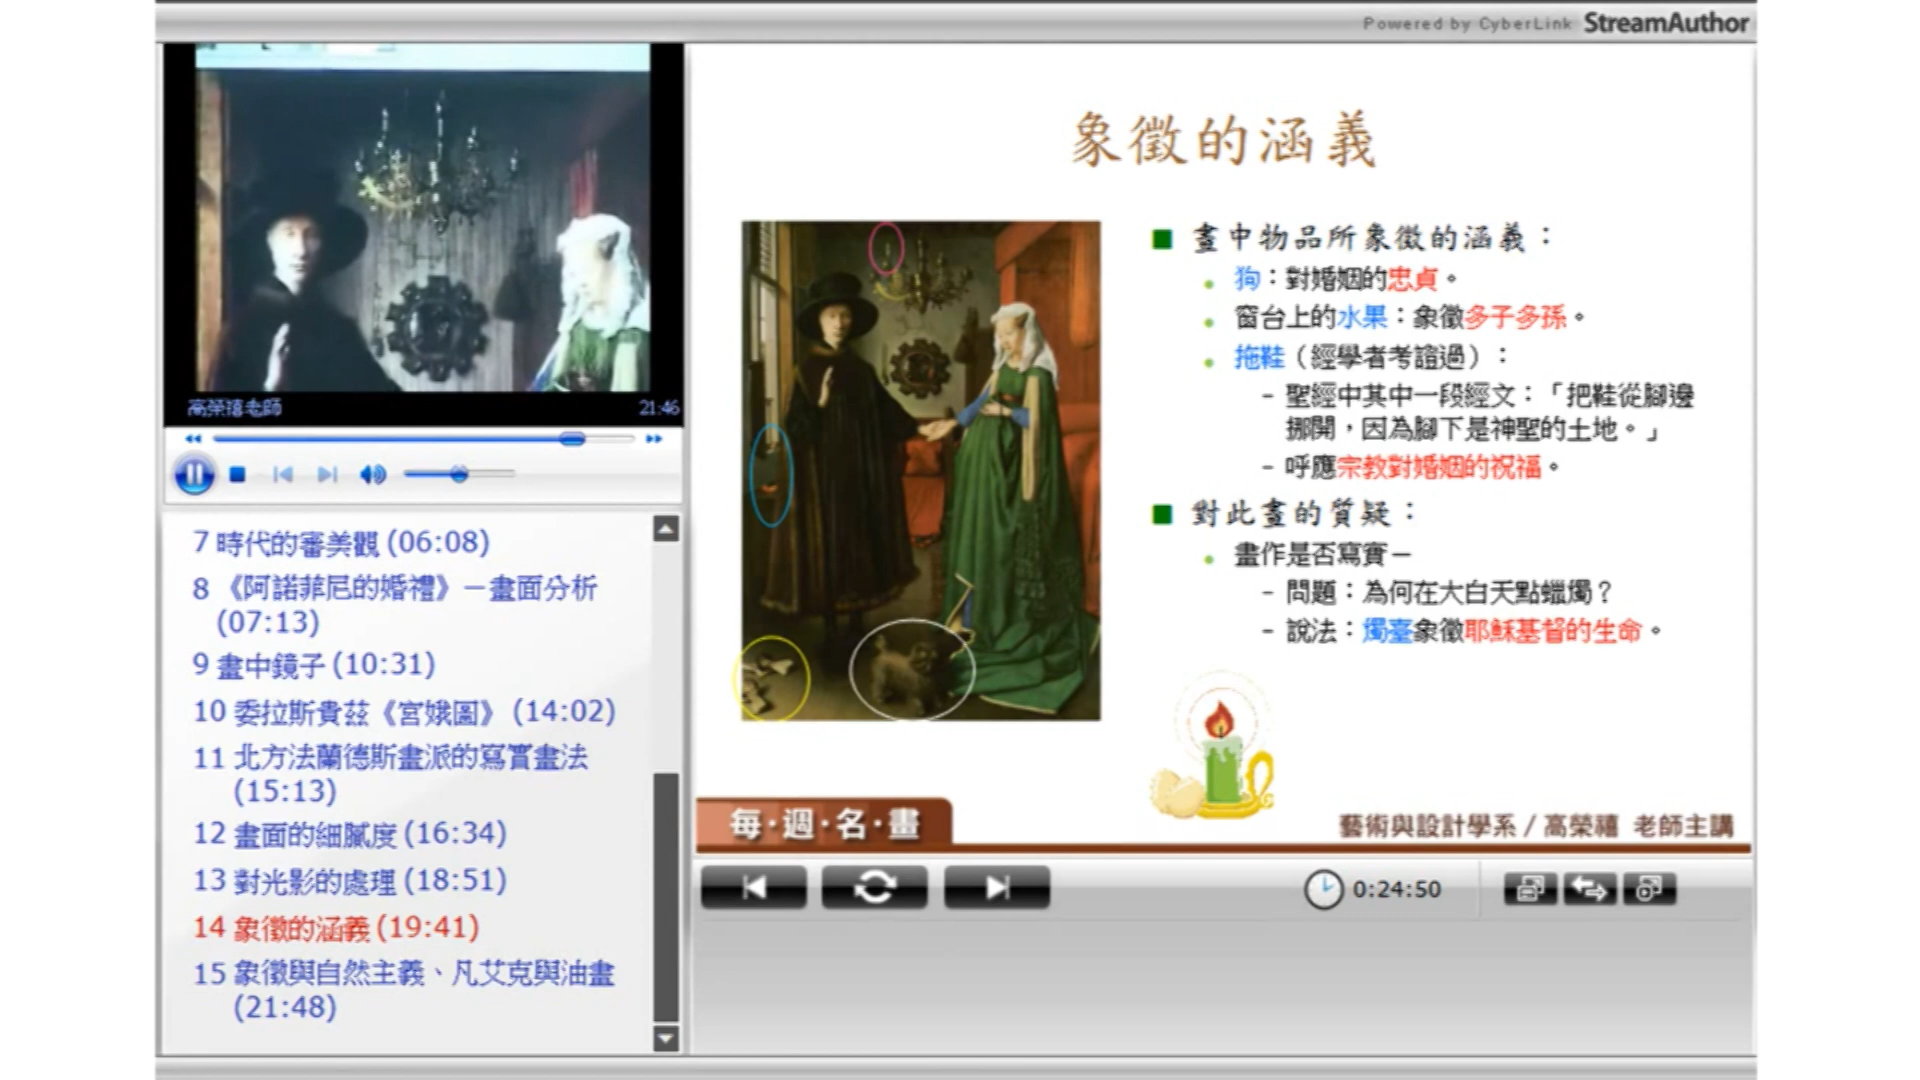 Powered by CyberLink StreamAuthor
高榮禧老師 21:46
7 時代的審美觀 (06:08)
8 《阿諾菲尼的婚禮》－畫面分析
(07:13)
9 畫中鏡子 (10:31)
10 委拉斯貴茲《宮娥圖》 (14:02)
11 北方法蘭德斯畫派的寫實畫法
(15:13)
12 畫面的細膩度 (16:34)
13 對光影的處理 (18:51)
14 象徵的涵義 (19:41)
15 象徵與自然主義、凡艾克與油畫
(21:48)
象徵的涵義
畫中物品所象徵的涵義：
狗：對婚姻的忠貞。
窗台上的水果：象徵多子多孫。
拖鞋（經學者考證過）：
– 聖經中其中一段經文：「把鞋從腳邊
挪開，因為腳下是神聖的土地。」
– 呼應宗教對婚姻的祝福。
對此畫的質疑：
畫作是否寫實－
– 問題：為何在大白天點蠟燭？
– 說法：燭臺象徵耶穌基督的生命。
每·週·名·畫
藝術與設計學系 / 高榮禧 老師主講
0:24:50